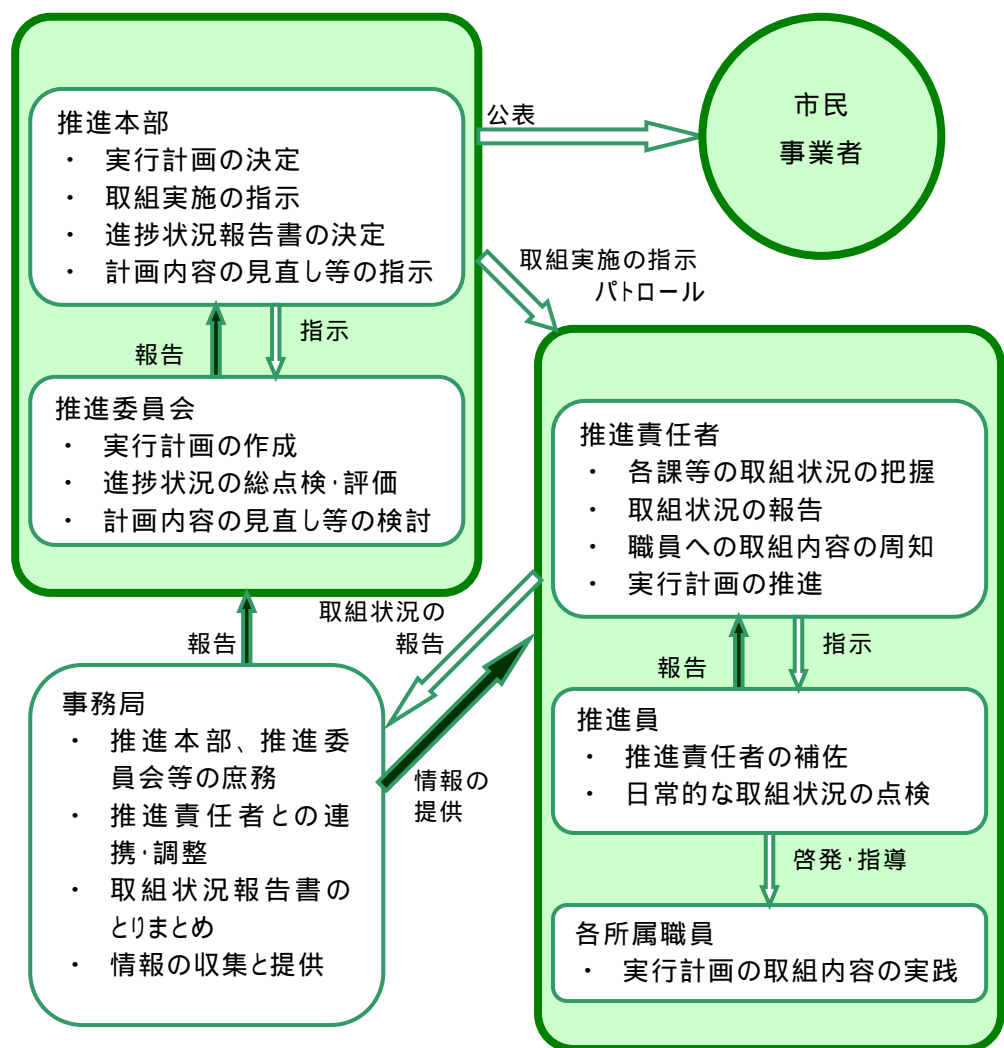 推進本部
・ 実行計画の決定
・ 取組実施の指示
・ 進捗状況報告書の決定
・ 計画内容の見直し等の指示
報告
指示
推進委員会
・ 実行計画の作成
・ 進捗状況の総点検・評価
・ 計画内容の見直し等の検討
公表
市民
事業者
取組実施の指示
パトロール
推進責任者
・ 各課等の取組状況の把握
・ 取組状況の報告
・ 職員への取組内容の周知
・ 実行計画の推進
報告
指示
推進員
・ 推進責任者の補佐
・ 日常的な取組状況の点検
啓発・指導
各所属職員
・ 実行計画の取組内容の実践
報告
取組状況の
報告
情報の
提供
事務局
・ 推進本部、推進委
員会等の庶務
・ 推進責任者との連
携・調整
・ 取組状況報告書の
とりまとめ
・ 情報の収集と提供